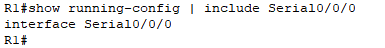 R1#show running-config | include Serial0/0/0
interface Serial0/0/0
R1#